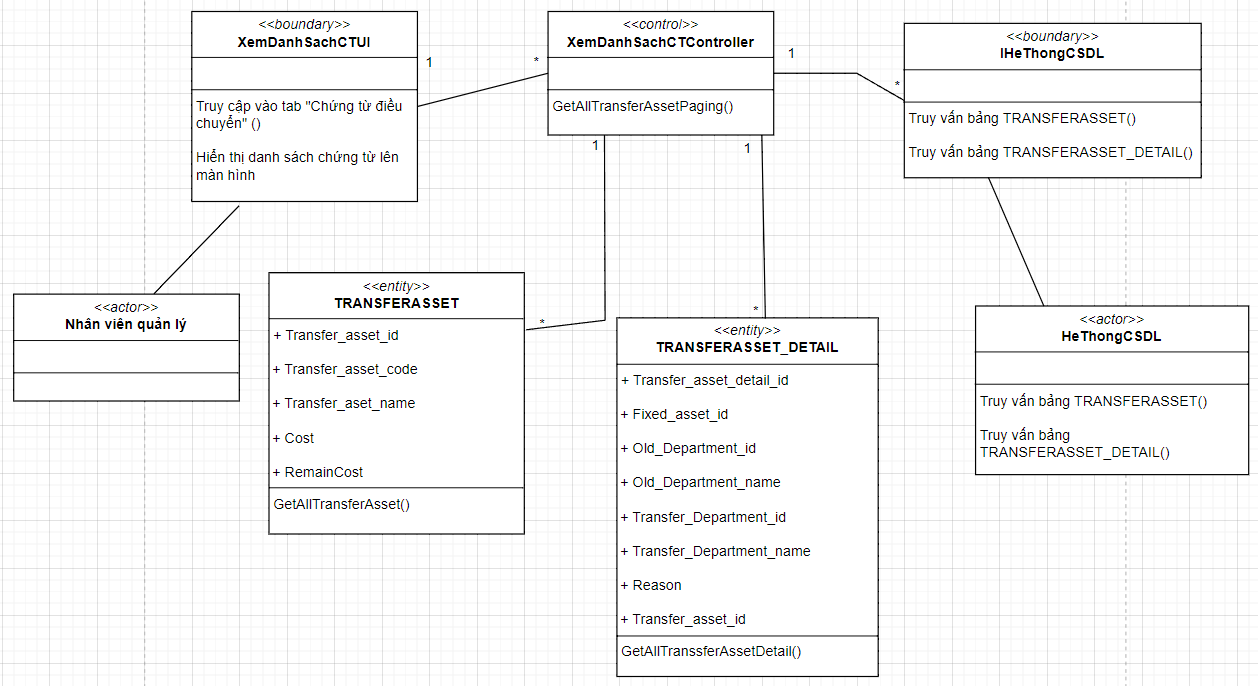 <<boundary>>
XemDanhSachCTUI
Truy cập vào tab "Chứng từ điều
chuyển" ()
Hiển thị danh sách chứng từ lên
màn hình
1
*
<<control>>
XemDanhSachCTController
GetAllTransferAssetPaging()
1
*
<<boundary>>
IHeThongCSDL
Truy vấn bảng TRANSFERASSET()
Truy vấn bảng TRANSFERASSET_DETAIL()
1
1
<<actor>>
Nhân viên quản lý
<<entity>>
TRANSFERASSET
+ Transfer_asset_id
+ Transfer_asset_code
+ Transfer_aset_name
+ Cost
+ RemainCost
GetAllTransferAsset()
*
*
<<entity>>
TRANSFERASSET_DETAIL
+ Transfer_asset_detail_id
+ Fixed_asset_id
+ Old_Department_id
+ Old_Department_name
+ Transfer_Department_id
+ Transfer_Department_name
+ Reason
+ Transfer_asset_id
GetAllTranssferAssetDetail()
<<actor>>
HeThongCSDL
Truy vấn bảng TRANSFERASSET()
Truy vấn bảng
TRANSFERASSET_DETAIL()